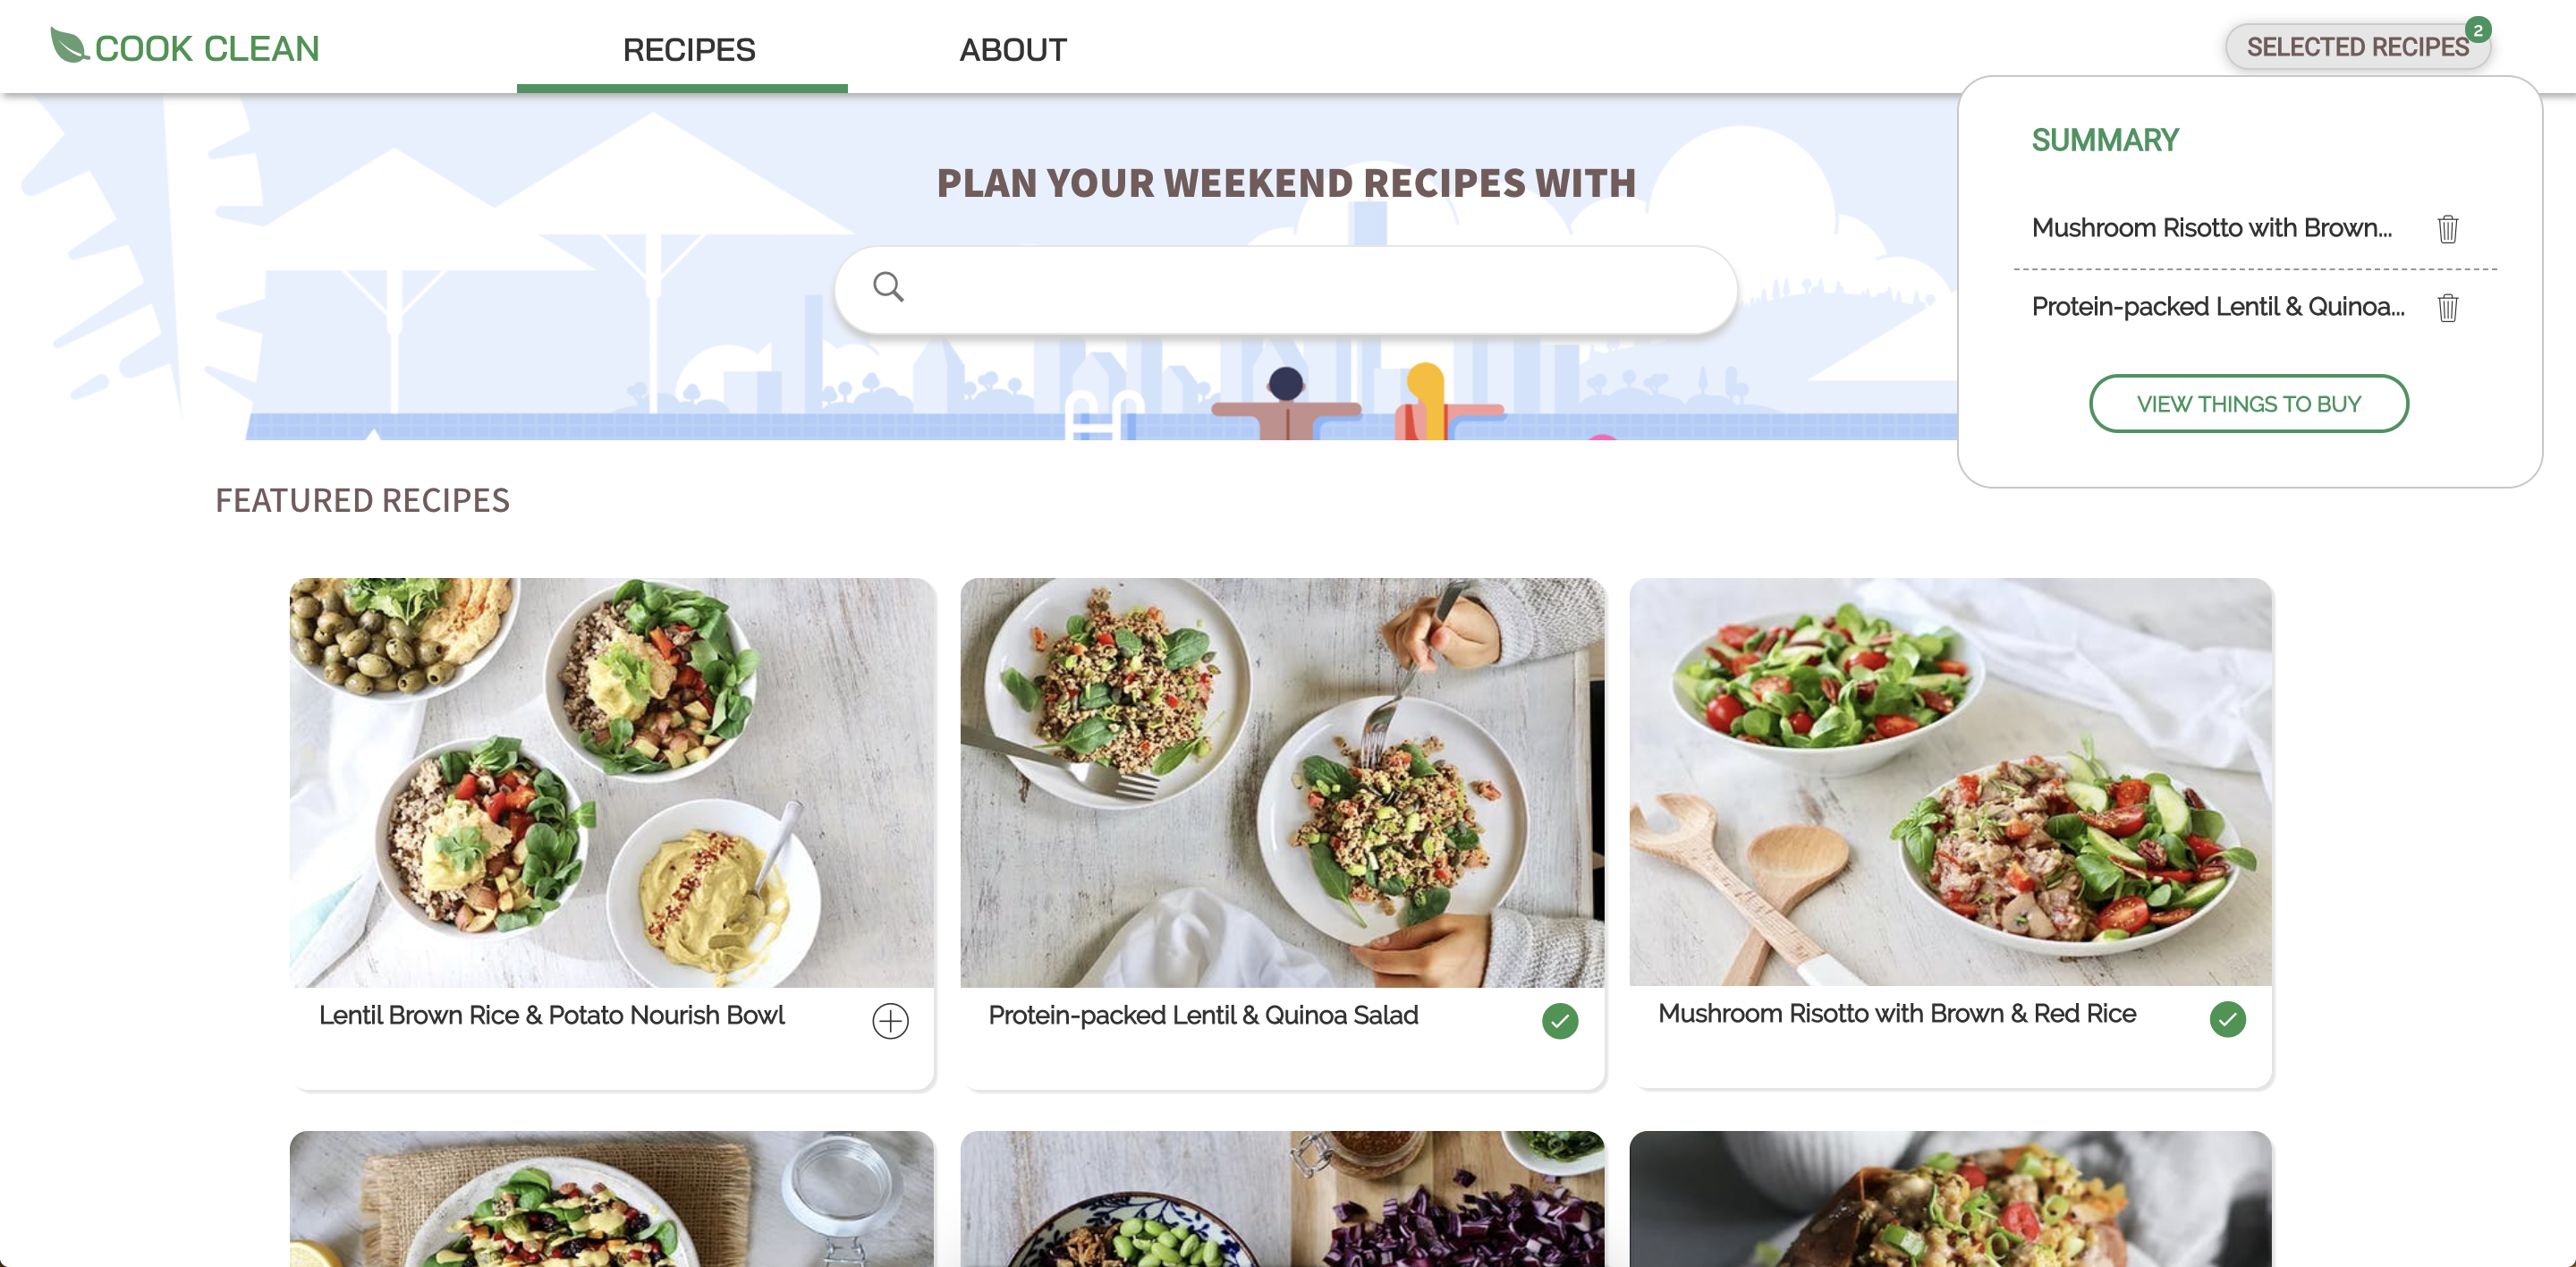 COOK CLEAN
RECIPES
ABOUT
SELECTED RECIPES
2
SUMMARY
Mushroom Risotto with Brown...
Protein-packed Lentil & Quinoa...
VIEW THINGS TO BUY
PLAN YOUR WEEKEND RECIPES WITH
FEATURED RECIPES
Lentil Brown Rice & Potato Nourish Bowl
Protein-packed Lentil & Quinoa Salad
Mushroom Risotto with Brown & Red Rice